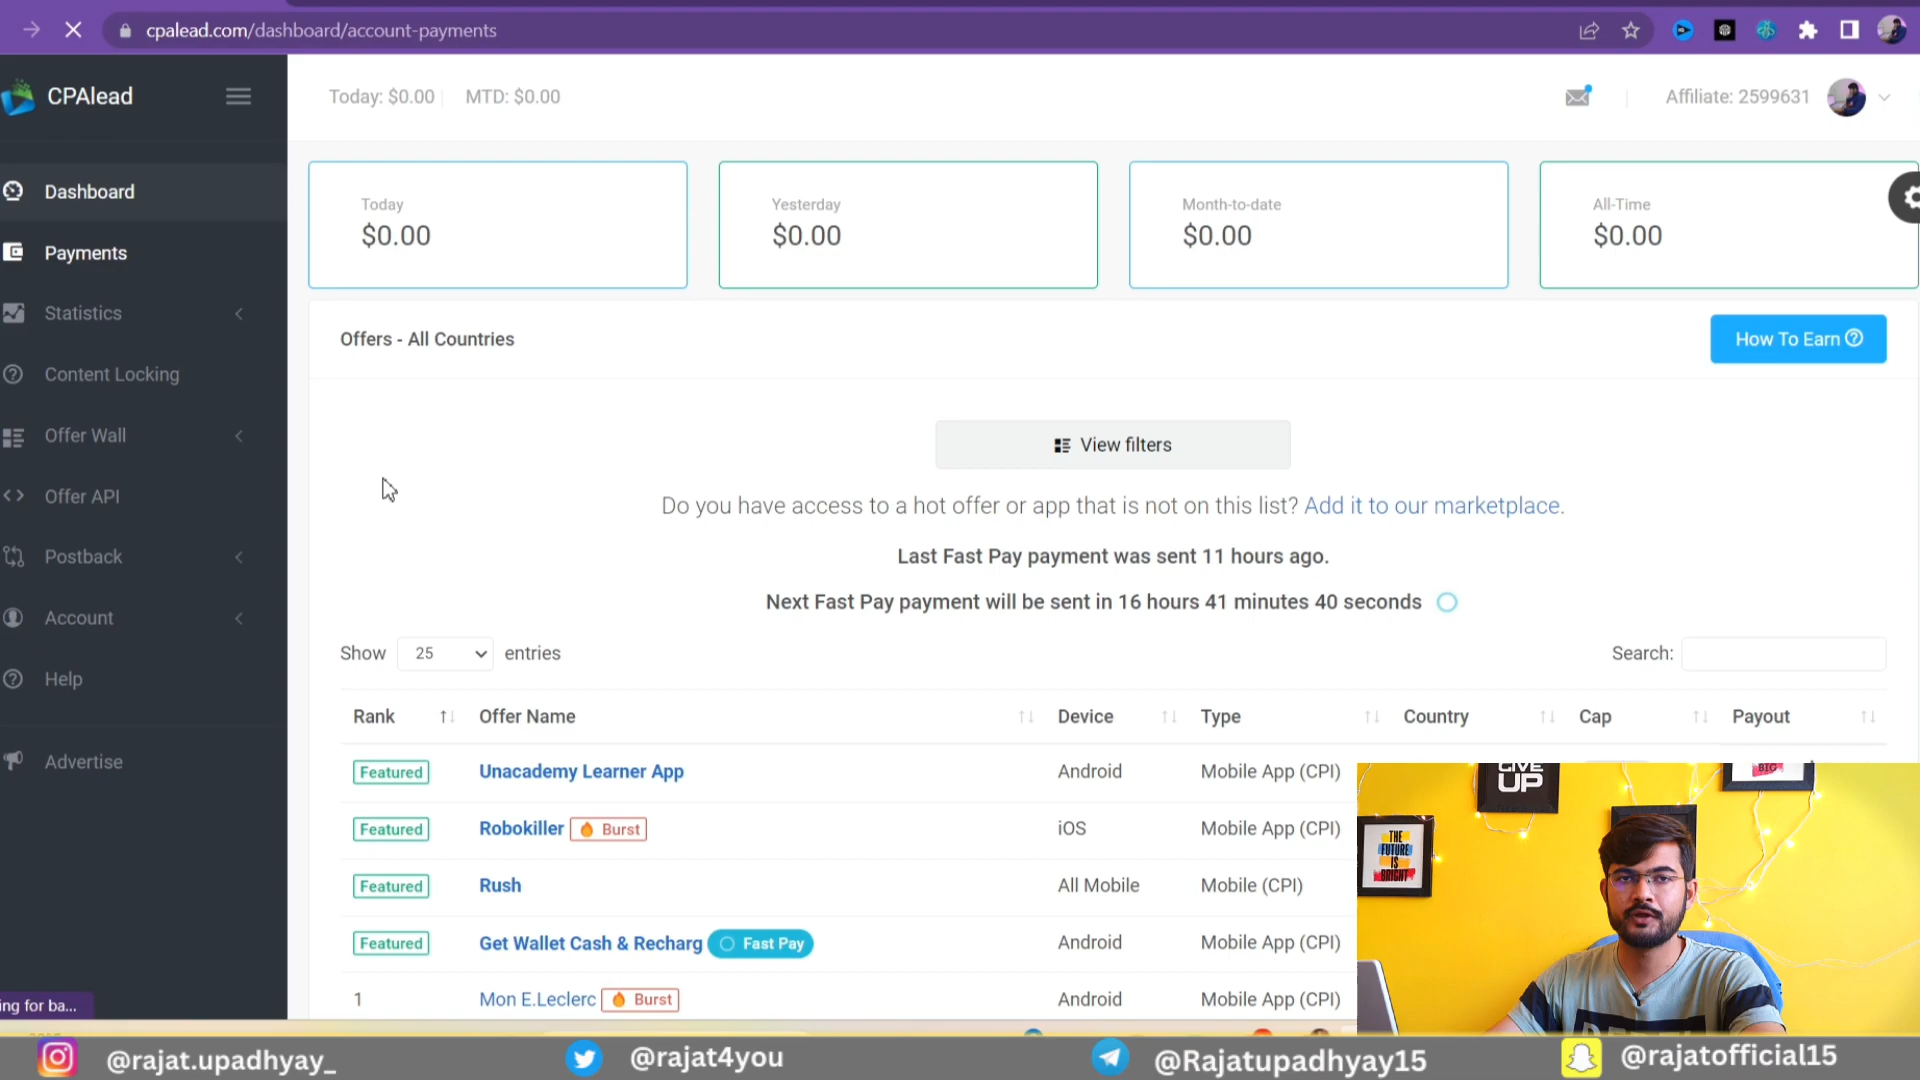 cpalead.com/dashboard/account-payments
CPAlead
Today: $0.00
MTD: $0.00
Affiliate: 2599631
Dashboard
Payments
Statistics
Content Locking
Offer Wall
Offer API
Postback
Account
Help
Advertise
Today
$0.00
Yesterday
$0.00
Month-to-date
$0.00
All-Time
$0.00
Offers - All Countries
How To Earn
View filters
Do you have access to a hot offer or app that is not on this list? Add it to our marketplace.
Last Fast Pay payment was sent 11 hours ago.
Next Fast Pay payment will be sent in 16 hours 41 minutes 40 seconds
Show 25 entries
Search:
Rank Offer Name Device Type Country Cap Payout
Featured Unacademy Learner App Android Mobile App (CPI)
Featured Robokiller Burst iOS Mobile App (CPI)
Featured Rush All Mobile Mobile (CPI)
Featured Get Wallet Cash & Recharg Fast Pay Android Mobile App (CPI)
1 Mon E.Leclerc Burst Android Mobile App (CPI)
GIVE
UP
BIG
THE
FUTURE
IS
BRIGHT
ing for ba...
@rajat.upadhyay_
@rajat4you
@Rajatupadhyay15
@rajatofficial15